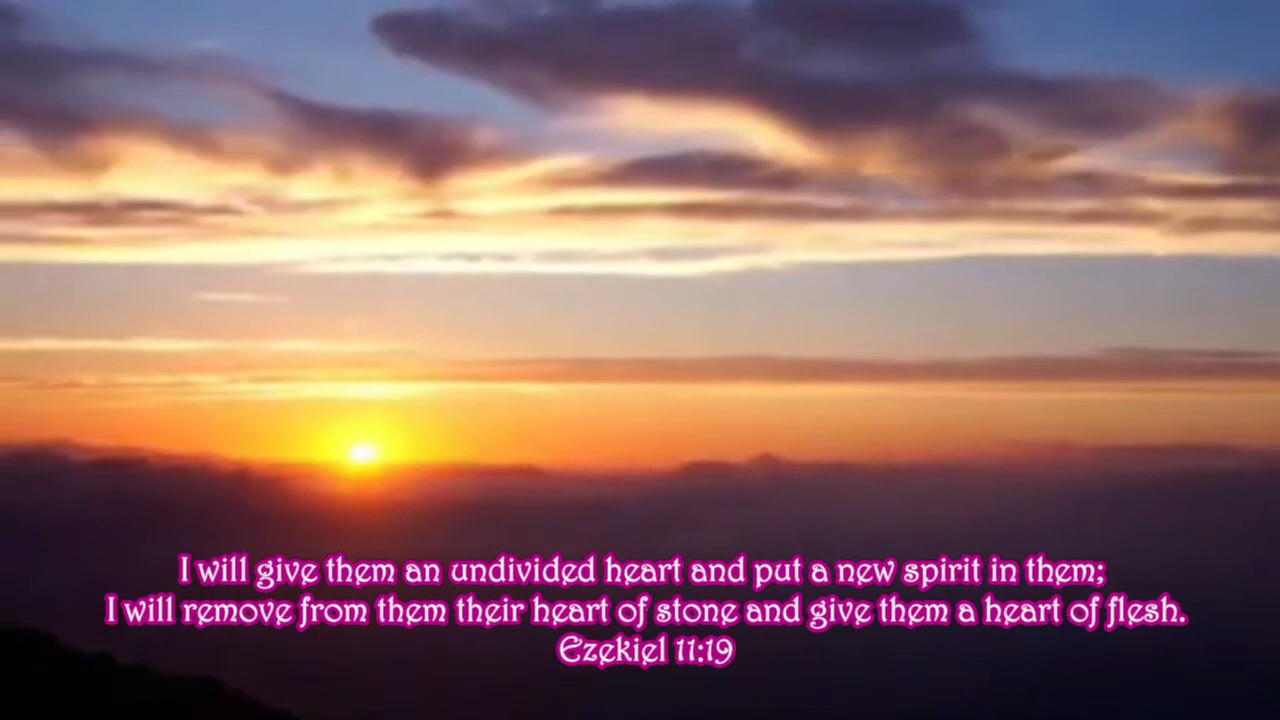 I will give them an undivided heart and put a new spirit in them;
I will remove from them their heart of stone and give them a heart of flesh.
Ezekiel 11:19